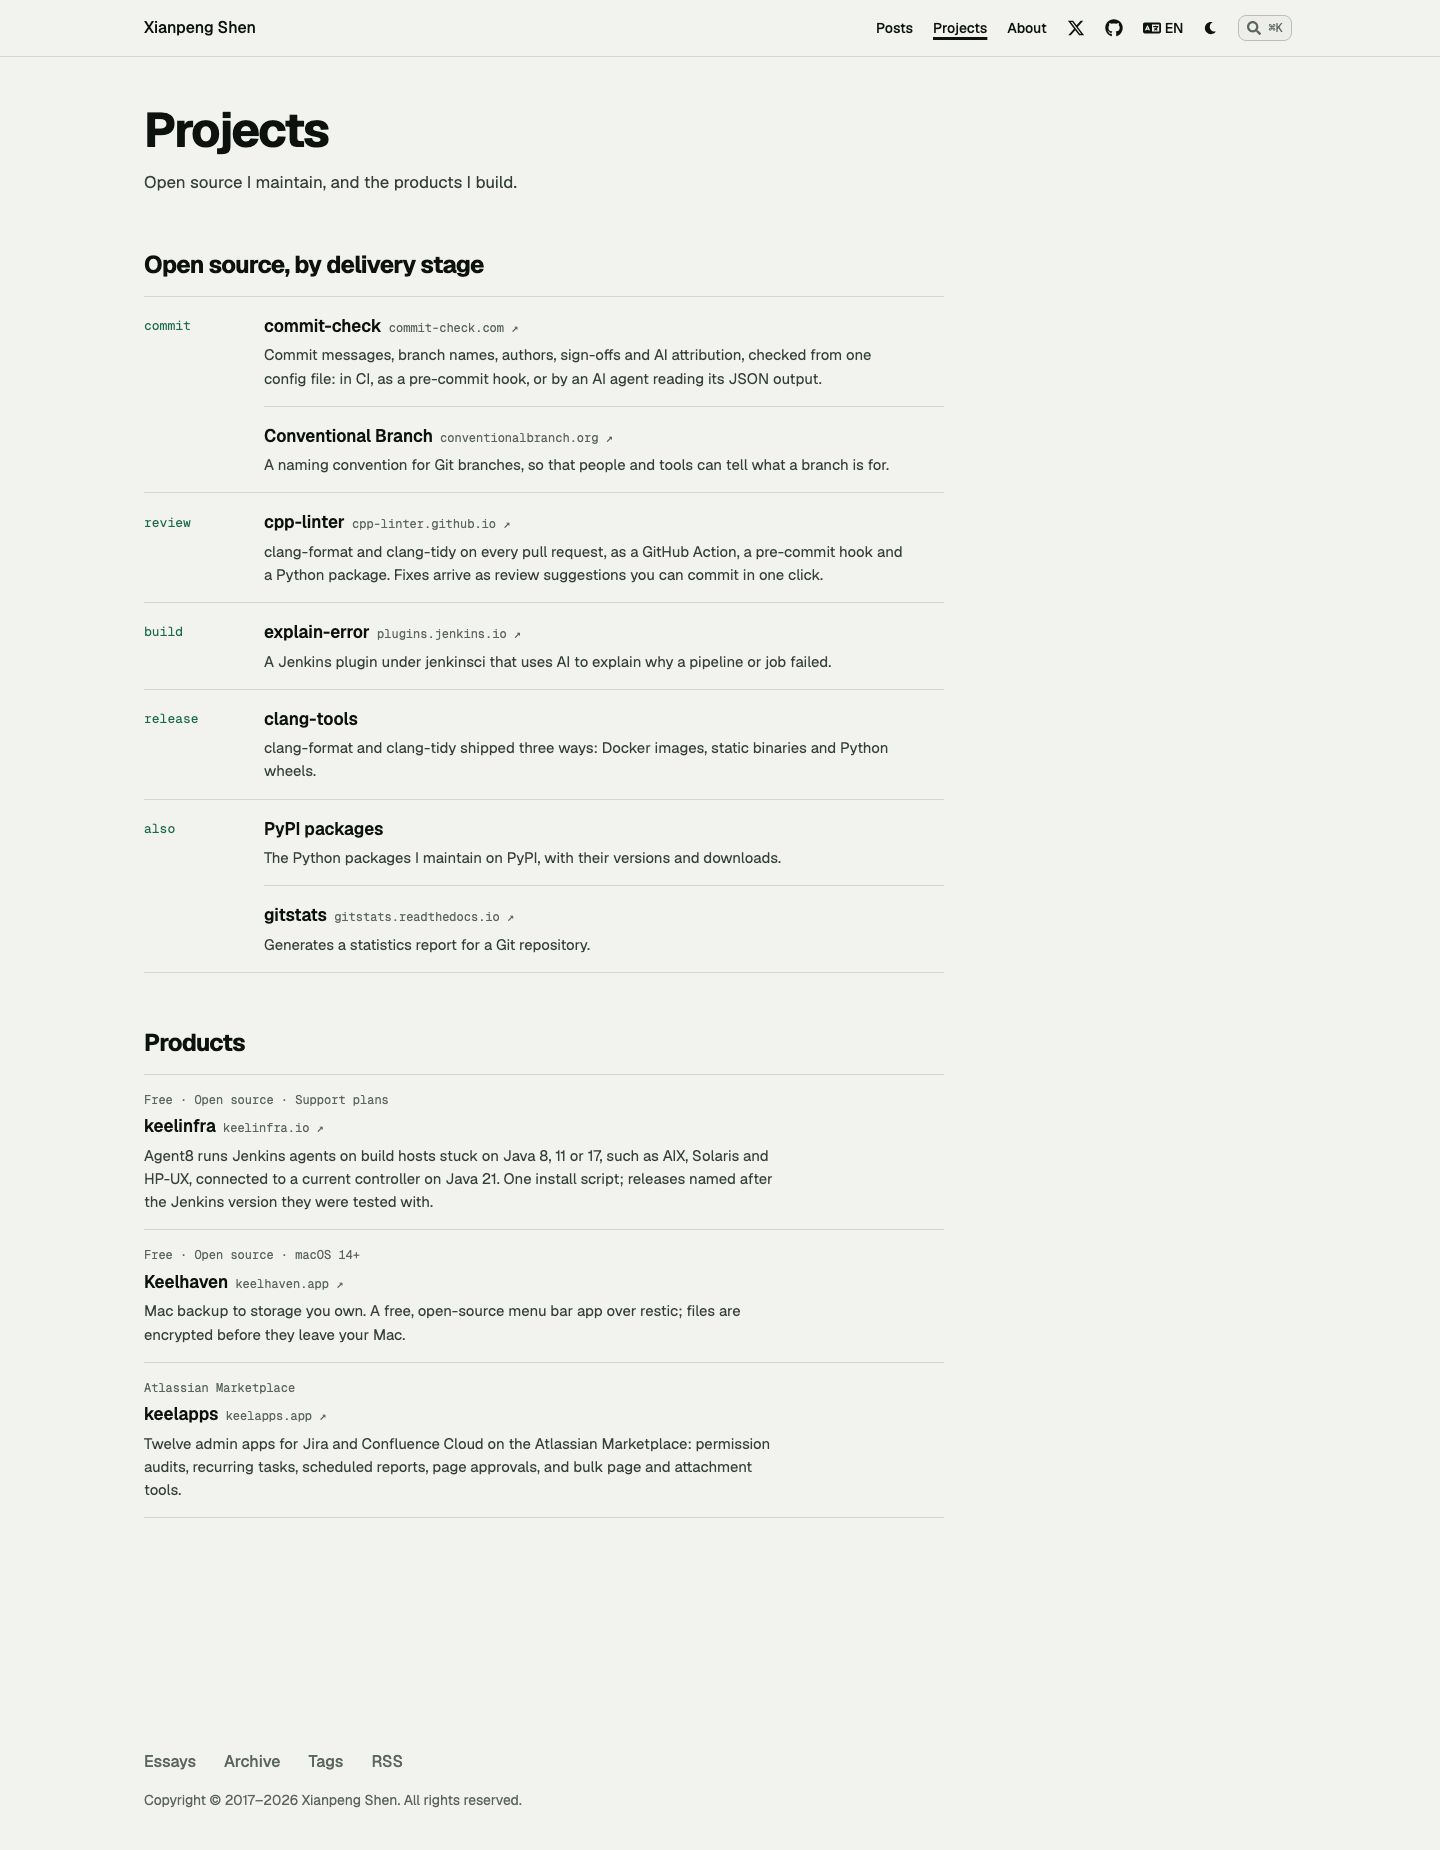 Xianpeng Shen
Posts Projects About EN ⌘K
Projects
Open source I maintain, and the products I build.
Open source, by delivery stage
commit
commit-check commit-check.com ↗
Commit messages, branch names, authors, sign-offs and AI attribution, checked from one
config file: in CI, as a pre-commit hook, or by an AI agent reading its JSON output.
Conventional Branch conventionalbranch.org ↗
A naming convention for Git branches, so that people and tools can tell what a branch is for.
review
cpp-linter cpp-linter.github.io ↗
clang-format and clang-tidy on every pull request, as a GitHub Action, a pre-commit hook and
a Python package. Fixes arrive as review suggestions you can commit in one click.
build
explain-error plugins.jenkins.io ↗
A Jenkins plugin under jenkinsci that uses AI to explain why a pipeline or job failed.
release
clang-tools
clang-format and clang-tidy shipped three ways: Docker images, static binaries and Python
wheels.
also
PyPI packages
The Python packages I maintain on PyPI, with their versions and downloads.
gitstats gitstats.readthedocs.io ↗
Generates a statistics report for a Git repository.
Products
Free · Open source · Support plans
keelinfra keelinfra.io ↗
Agent8 runs Jenkins agents on build hosts stuck on Java 8, 11 or 17, such as AIX, Solaris and
HP-UX, connected to a current controller on Java 21. One install script; releases named after
the Jenkins version they were tested with.
Free · Open source · macOS 14+
Keelhaven keelhaven.app ↗
Mac backup to storage you own. A free, open-source menu bar app over restic; files are
encrypted before they leave your Mac.
Atlassian Marketplace
keelapps keelapps.app ↗
Twelve admin apps for Jira and Confluence Cloud on the Atlassian Marketplace: permission
audits, recurring tasks, scheduled reports, page approvals, and bulk page and attachment
tools.
Essays Archive Tags RSS
Copyright © 2017–2026 Xianpeng Shen. All rights reserved.